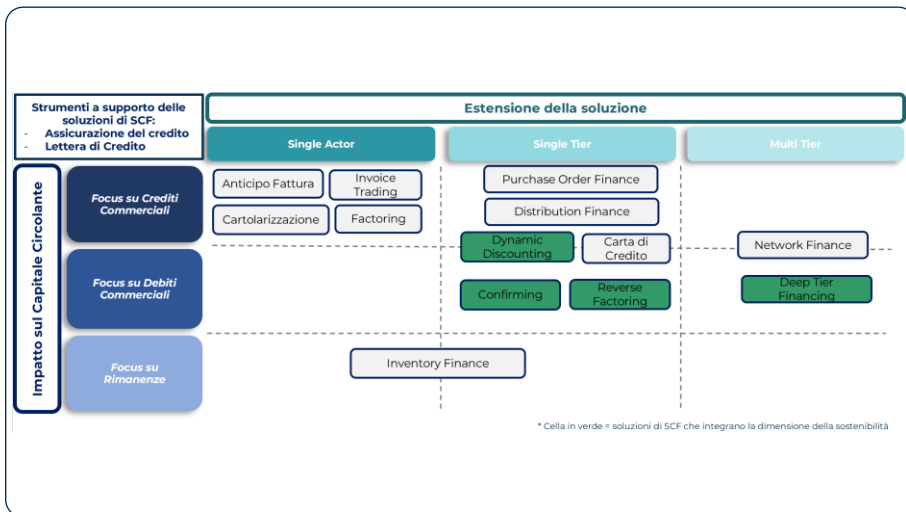 Strumenti a supporto delle
soluzioni di SCF:
- Assicurazione del credito
- Lettera di Credito
Estensione della soluzione
Single Actor
Single Tier
Multi Tier
Impatto sul Capitale Circolante
Focus su Crediti
Commerciali
Anticipo Fattura
Invoice
Trading
Cartolarizzazione
Factoring
Purchase Order Finance
Distribution Finance
Dynamic
Discounting
Carta di
Credito
Network Finance
Focus su Debiti
Commerciali
Confirming
Reverse
Factoring
Deep Tier
Financing
Focus su
Rimanenze
Inventory Finance
* Cella in verde = soluzioni di SCF che integrano la dimensione della sostenibilità